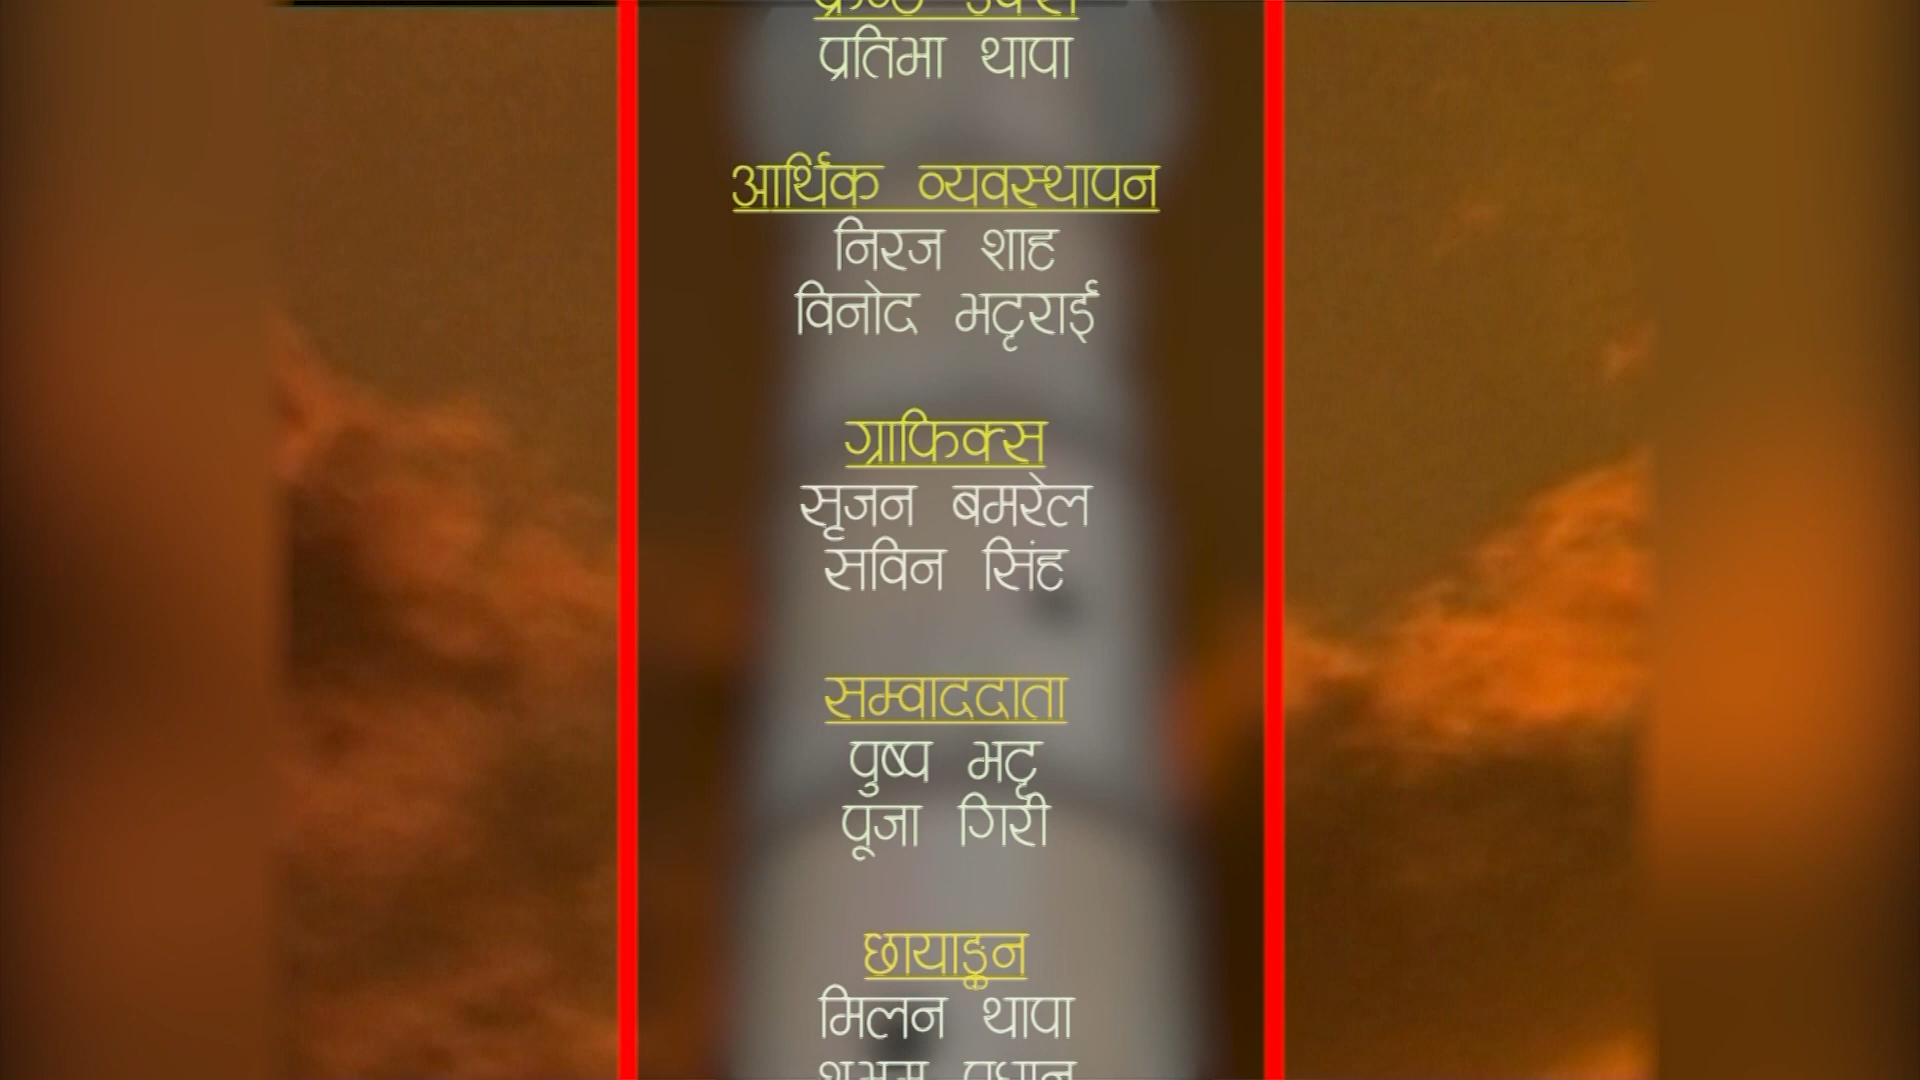 प्रतिभा थापा
आर्थिक व्यवस्थापन
निरज शाह
विनोद भट्टराई
ग्राफिक्स
सृजन बमरेल
सविन सिंह
सम्वाददाता
पुष्प भट्ट
पूजा गिरी
छायाङ्कन
मिलन थापा